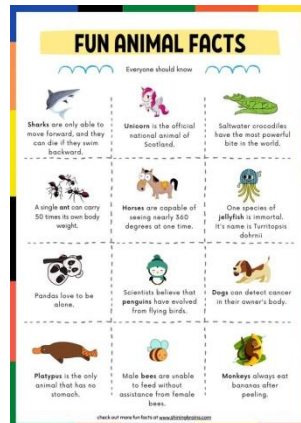 FUN ANIMAL FACTS
Everyone should know
Sharks are only able to
move forward, and they
can die if they swim
backward.
Unicorn is the official
national animal of
Scotland.
Saltwater crocodiles
have the most powerful
bite in the world.
A single ant can carry
50 times its own body
weight.
Horses are capable of
seeing nearly 360
degrees at one time.
One species of
jellyfish is immortal.
It's name is Turritopsis
dohrnii
Pandas love to be
alone.
Scientists believe that
penguins have evolved
from flying birds.
Dogs can detect cancer
in their owner's body.
Platypus is the only
animal that has no
stomach.
Male bees are unable
to feed without
assistance from female
bees.
Monkeys always eat
bananas after
peeling.
check out more fun facts at www.shiningbrains.com